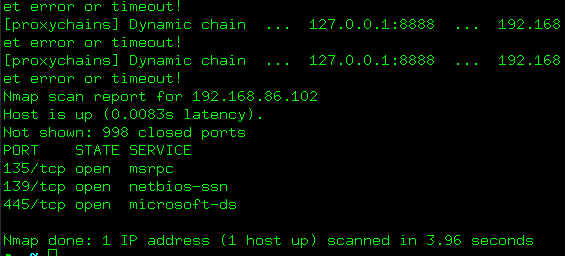 et error or timeout!
[proxychains] Dynamic chain  ...  127.0.0.1:8888  ...  192.168
et error or timeout!
[proxychains] Dynamic chain  ...  127.0.0.1:8888  ...  192.168
et error or timeout!
Nmap scan report for 192.168.86.102
Host is up (0.0083s latency).
Not shown: 998 closed ports
PORT    STATE SERVICE
135/tcp open  msrpc
139/tcp open  netbios-ssn
445/tcp open  microsoft-ds
Nmap done: 1 IP address (1 host up) scanned in 3.96 seconds